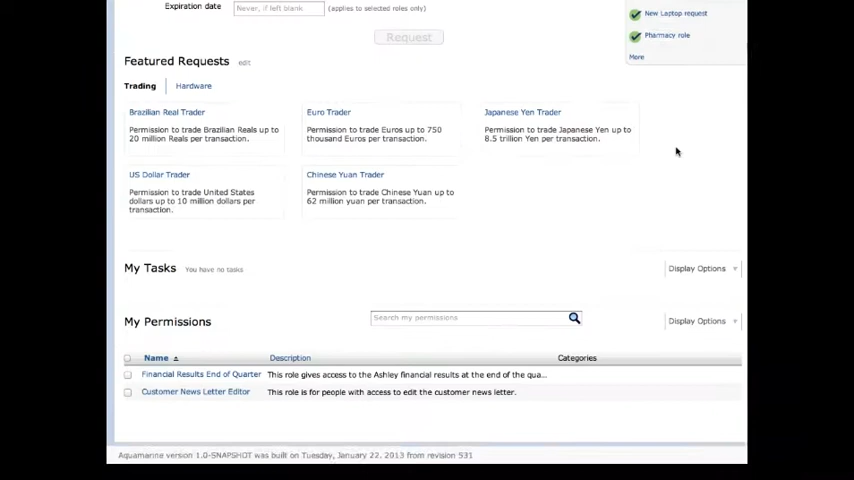 Expiration date Never, if left blank (applies to selected roles only)
New Laptop request
Pharmacy role
More
Request
Featured Requests edit
Trading Hardware
Brazilian Real Trader
Permission to trade Brazilian Reals up to
20 million Reals per transaction.
Euro Trader
Permission to trade Euros up to 750
thousand Euros per transaction.
Japanese Yen Trader
Permission to trade Japanese Yen up to
8.5 trillion Yen per transaction.
US Dollar Trader
Permission to trade United States
dollars up to 10 million dollars per
transaction.
Chinese Yuan Trader
Permission to trade Chinese Yuan up to
62 million yuan per transaction.
My Tasks You have no tasks Display Options
My Permissions Search my permissions Display Options
Name Description Categories
Financial Results End of Quarter This role gives access to the Ashley financial results at the end of the qua...
Customer News Letter Editor This role is for people with access to edit the customer news letter.
Aquamarine version 1.0-SNAPSHOT was built on Tuesday, January 22, 2013 from revision 531